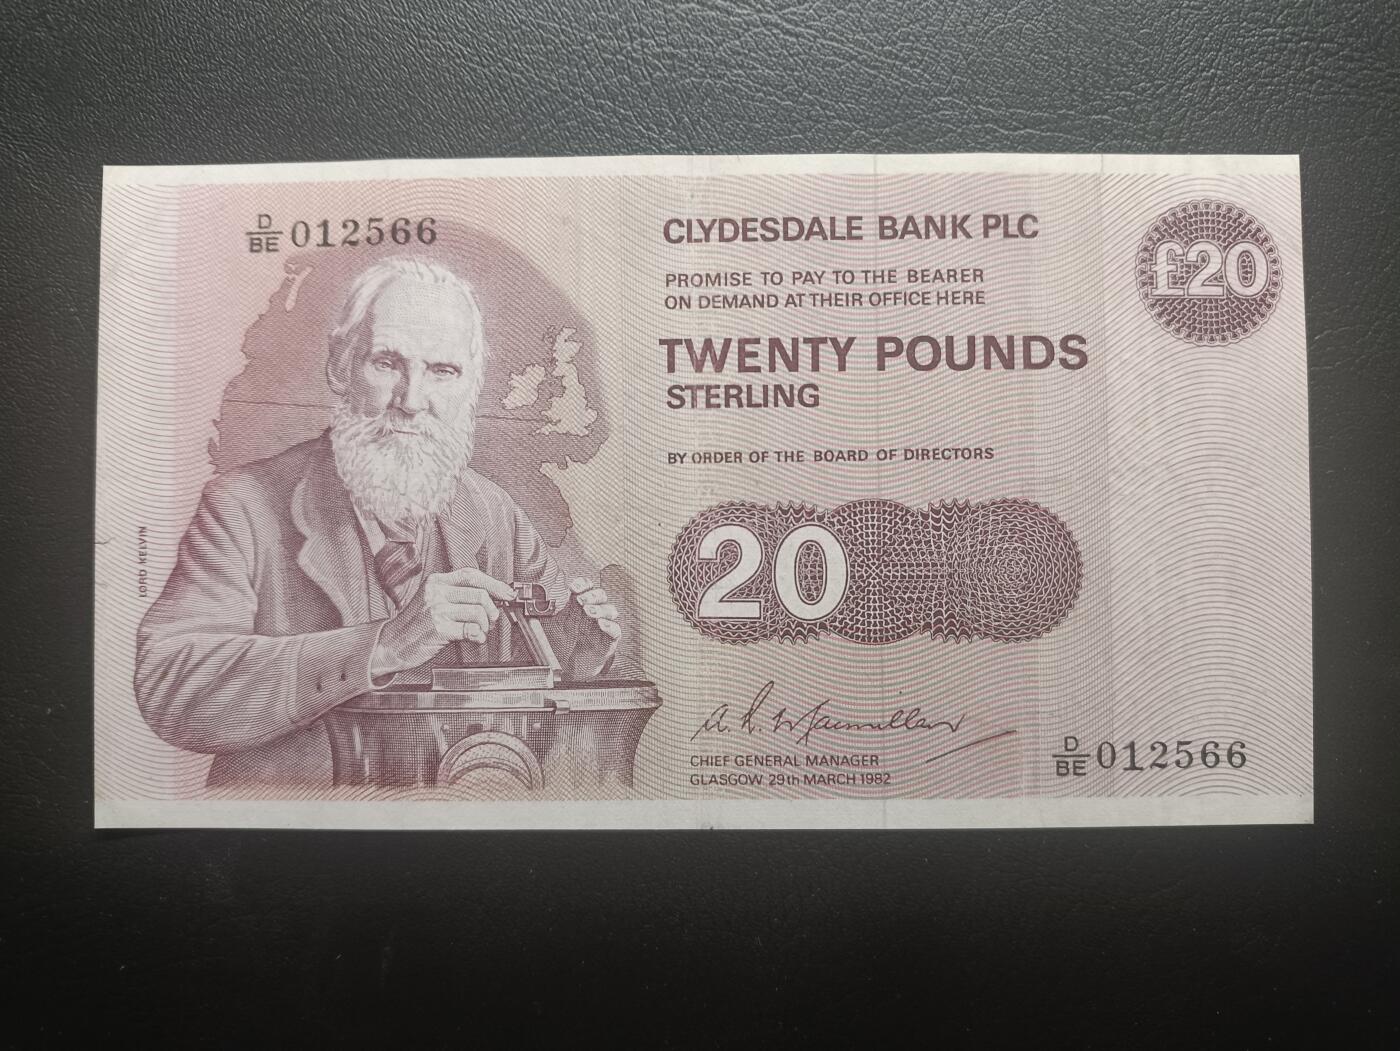 D/BE 012566
CLYDESDALE BANK PLC
£20
PROMISE TO PAY TO THE BEARER
ON DEMAND AT THEIR OFFICE HERE
TWENTY POUNDS
STERLING
BY ORDER OF THE BOARD OF DIRECTORS
LORD KELVIN
20
A. R. Macmillan
CHIEF GENERAL MANAGER
GLASGOW 29th MARCH 1982
D/BE 012566